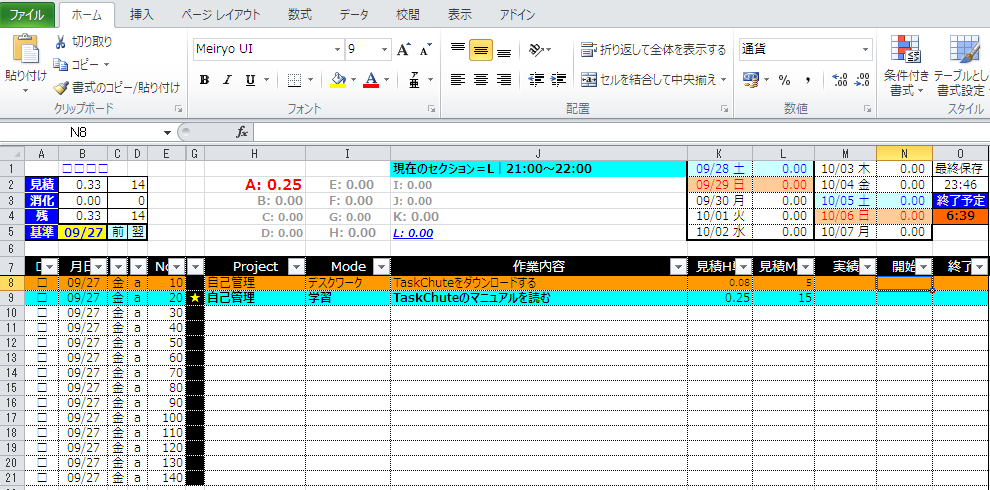 ファイル ホーム 挿入 ページ レイアウト 数式 データ 校閲 表示 アドイン
貼り付け 切り取り コピー 書式のコピー/貼り付け
クリップボード
Meiryo UI 9 A A
B I U A 亜
フォント
折り返して全体を表示する
セルを結合して中央揃え
配置
通貨
% , .00 .0
数値
条件付き書式 テーブルとし 書式設定
スタイル
N8 fx
A B C D E G H I J K L M N O
1 □□□□ 現在のセクション=L | 21:00～22:00 09/28 土 0.00 10/03 木 0.00 最終保存
2 見積 0.33 14 A: 0.25 E: 0.00 I: 0.00 09/29 日 0.00 10/04 金 0.00 23:46
3 消化 0.00 0 B: 0.00 F: 0.00 J: 0.00 09/30 月 0.00 10/05 土 0.00 終了予定
4 残 0.33 14 C: 0.00 G: 0.00 K: 0.00 10/01 火 0.00 10/06 日 0.00 6:39
5 基準 09/27 前 翌 D: 0.00 H: 0.00 L: 0.00 10/02 水 0.00 10/07 月 0.00
6
7 月日 No Project Mode 作業内容 見積H 見積M 実績 開始 終了
8 □ 09/27 金 a 10 自己管理 デスクワーク TaskChuteをダウンロードする 0.08 5
9 □ 09/27 金 a 20 ★ 自己管理 学習 TaskChuteのマニュアルを読む 0.25 15
10 □ 09/27 金 a 30
11 □ 09/27 金 a 40
12 □ 09/27 金 a 50
13 □ 09/27 金 a 60
14 □ 09/27 金 a 70
15 □ 09/27 金 a 80
16 □ 09/27 金 a 90
17 □ 09/27 金 a 100
18 □ 09/27 金 a 110
19 □ 09/27 金 a 120
20 □ 09/27 金 a 130
21 □ 09/27 金 a 140